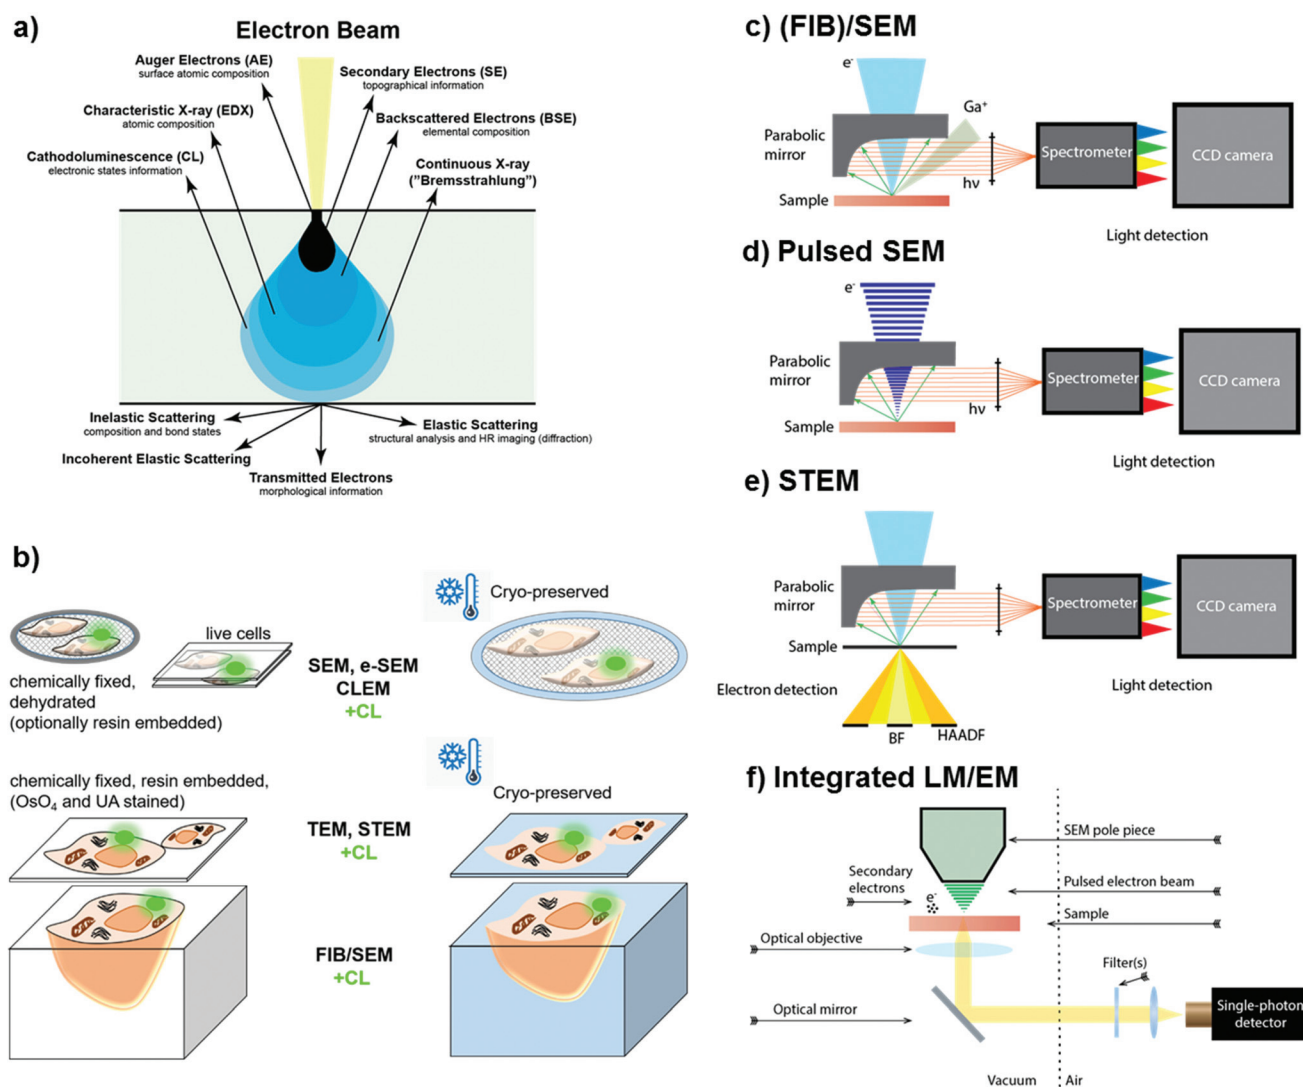 a)
Electron Beam
Auger Electrons (AE)
surface atomic composition
Secondary Electrons (SE)
topographical information
Characteristic X-ray (EDX)
atomic composition
Backscattered Electrons (BSE)
elemental composition
Cathodoluminescence (CL)
electronic states information
Continuous X-ray
("Bremsstrahlung")
Inelastic Scattering
composition and bond states
Elastic Scattering
structural analysis and HR imaging (diffraction)
Incoherent Elastic Scattering
Transmitted Electrons
morphological information
b)
Cryo-preserved
live cells
SEM, e-SEM
CLEM
+CL
chemically fixed,
dehydrated
(optionally resin embedded)
chemically fixed, resin embedded,
(OsO₄ and UA stained)
Cryo-preserved
TEM, STEM
+CL
FIB/SEM
+CL
c) (FIB)/SEM
e⁻
Ga⁺
Parabolic
mirror
Spectrometer
CCD camera
hν
Sample
Light detection
d) Pulsed SEM
e⁻
Parabolic
mirror
Spectrometer
CCD camera
hν
Sample
Light detection
e) STEM
Parabolic
mirror
Spectrometer
CCD camera
Sample
Electron detection
Light detection
BF
HAADF
f) Integrated LM/EM
SEM pole piece
Secondary
electrons
Pulsed electron beam
e⁻
Sample
Optical objective
Filter(s)
Optical mirror
Single-photon
detector
Vacuum
Air